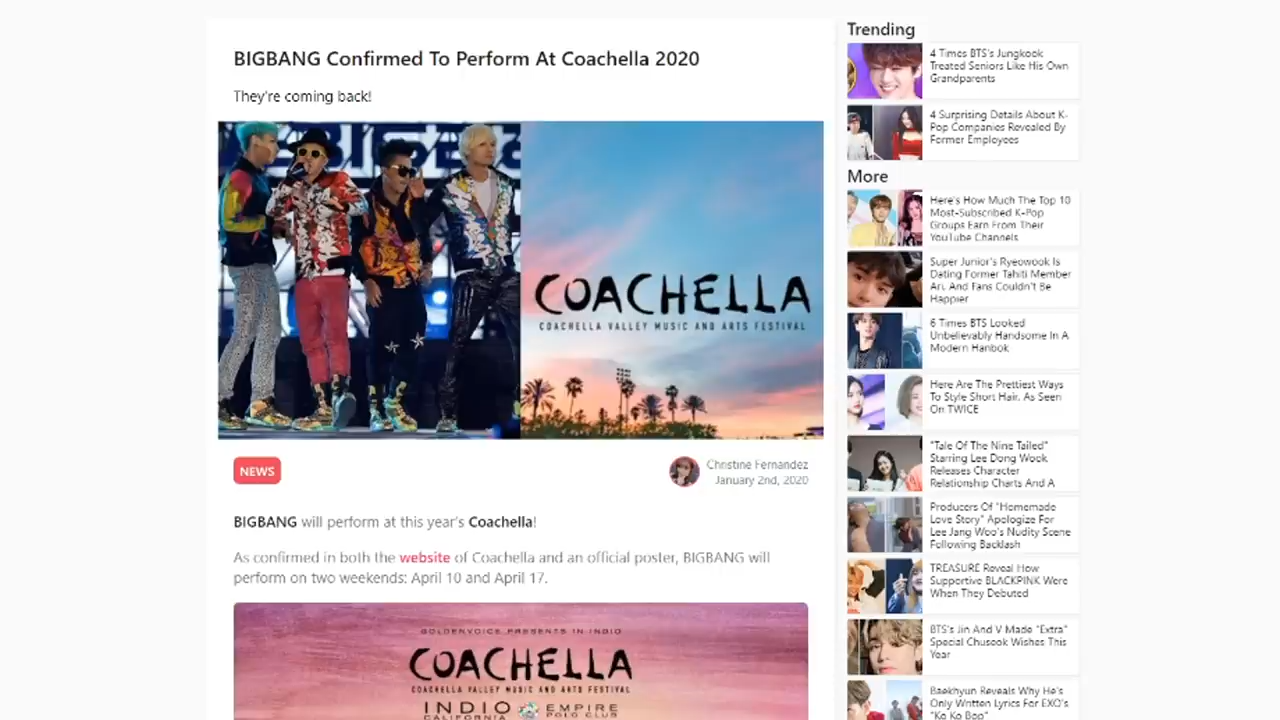 BIGBANG Confirmed To Perform At Coachella 2020
They're coming back!
COACHELLA
COACHELLA VALLEY MUSIC AND ARTS FESTIVAL
NEWS
Christine Fernandez
January 2nd, 2020
BIGBANG will perform at this year's Coachella!
As confirmed in both the website of Coachella and an official poster, BIGBANG will
perform on two weekends: April 10 and April 17.
GOLDENVOICE PRESENTS IN INDIO
COACHELLA
COACHELLA VALLEY MUSIC AND ARTS FESTIVAL
INDIO
CALIFORNIA
EMPIRE
POLO CLUB
Trending
4 Times BTS's Jungkook
Treated Seniors Like His Own
Grandparents
4 Surprising Details About K-
Pop Companies Revealed By
Former Employees
More
Here's How Much The Top 10
Most-Subscribed K-Pop
Groups Earn From Their
YouTube Channels
Super Junior's Ryeowook Is
Dating Former Tahiti Member
Ari, And Fans Couldn't Be
Happier
6 Times BTS Looked
Unbelievably Handsome In A
Modern Hanbok
Here Are The Prettiest Ways
To Style Short Hair, As Seen
On TWICE
"Tale Of The Nine Tailed"
Starring Lee Dong Wook
Releases Character
Relationship Charts And A
Producers Of "Homemade
Love Story" Apologize For
Lee Jang Woo's Nudity Scene
Following Backlash
TREASURE Reveal How
Supportive BLACKPINK Were
When They Debuted
BTS's Jin And V Made "Extra"
Special Chuseok Wishes This
Year
Baekhyun Reveals Why He's
Only Written Lyrics For EXO's
"Ko Ko Bop"